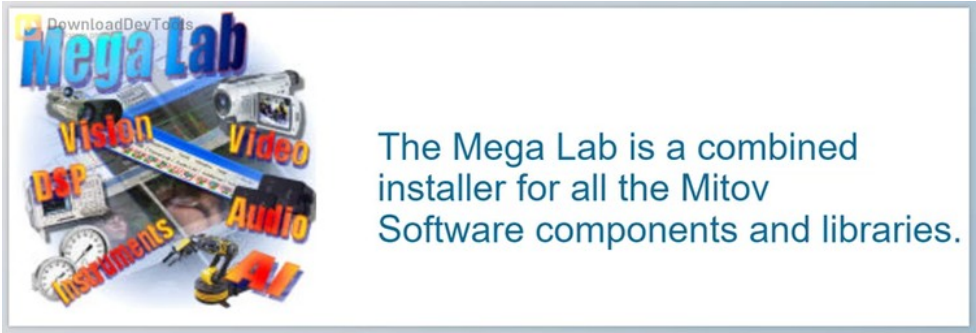 DownloadDevTools
Mega Lab
Vision
Video
DSP
Audio
Instruments
AI
The Mega Lab is a combined
installer for all the Mitov
Software components and libraries.